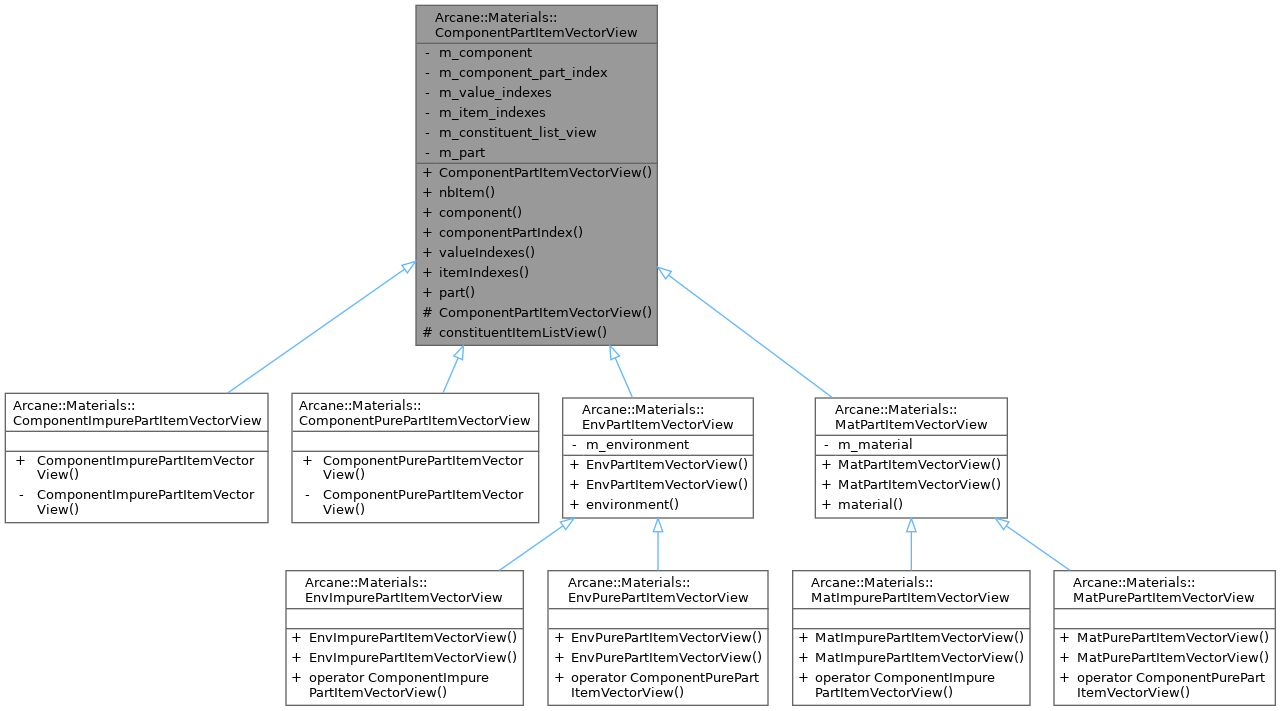 Arcane::Materials::
ComponentPartItemVectorView
- m_component
- m_component_part_index
- m_value_indexes
- m_item_indexes
- m_constituent_list_view
- m_part
+ ComponentPartItemVectorView()
+ nbItem()
+ component()
+ componentPartIndex()
+ valueIndexes()
+ itemIndexes()
+ part()
# ComponentPartItemVectorView()
# constituentItemListView()
Arcane::Materials::
ComponentImpurePartItemVectorView
+ ComponentImpurePartItemVector
View()
- ComponentImpurePartItemVector
View()
Arcane::Materials::
ComponentPurePartItemVectorView
+ ComponentPurePartItemVector
View()
- ComponentPurePartItemVector
View()
Arcane::Materials::
EnvPartItemVectorView
- m_environment
+ EnvPartItemVectorView()
+ EnvPartItemVectorView()
+ environment()
Arcane::Materials::
MatPartItemVectorView
- m_material
+ MatPartItemVectorView()
+ MatPartItemVectorView()
+ material()
Arcane::Materials::
EnvImpurePartItemVectorView
+ EnvImpurePartItemVectorView()
+ EnvImpurePartItemVectorView()
+ operator ComponentImpure
PartItemVectorView()
Arcane::Materials::
EnvPurePartItemVectorView
+ EnvPurePartItemVectorView()
+ EnvPurePartItemVectorView()
+ operator ComponentPurePart
ItemVectorView()
Arcane::Materials::
MatImpurePartItemVectorView
+ MatImpurePartItemVectorView()
+ MatImpurePartItemVectorView()
+ operator ComponentImpure
PartItemVectorView()
Arcane::Materials::
MatPurePartItemVectorView
+ MatPurePartItemVectorView()
+ MatPurePartItemVectorView()
+ operator ComponentPurePart
ItemVectorView()